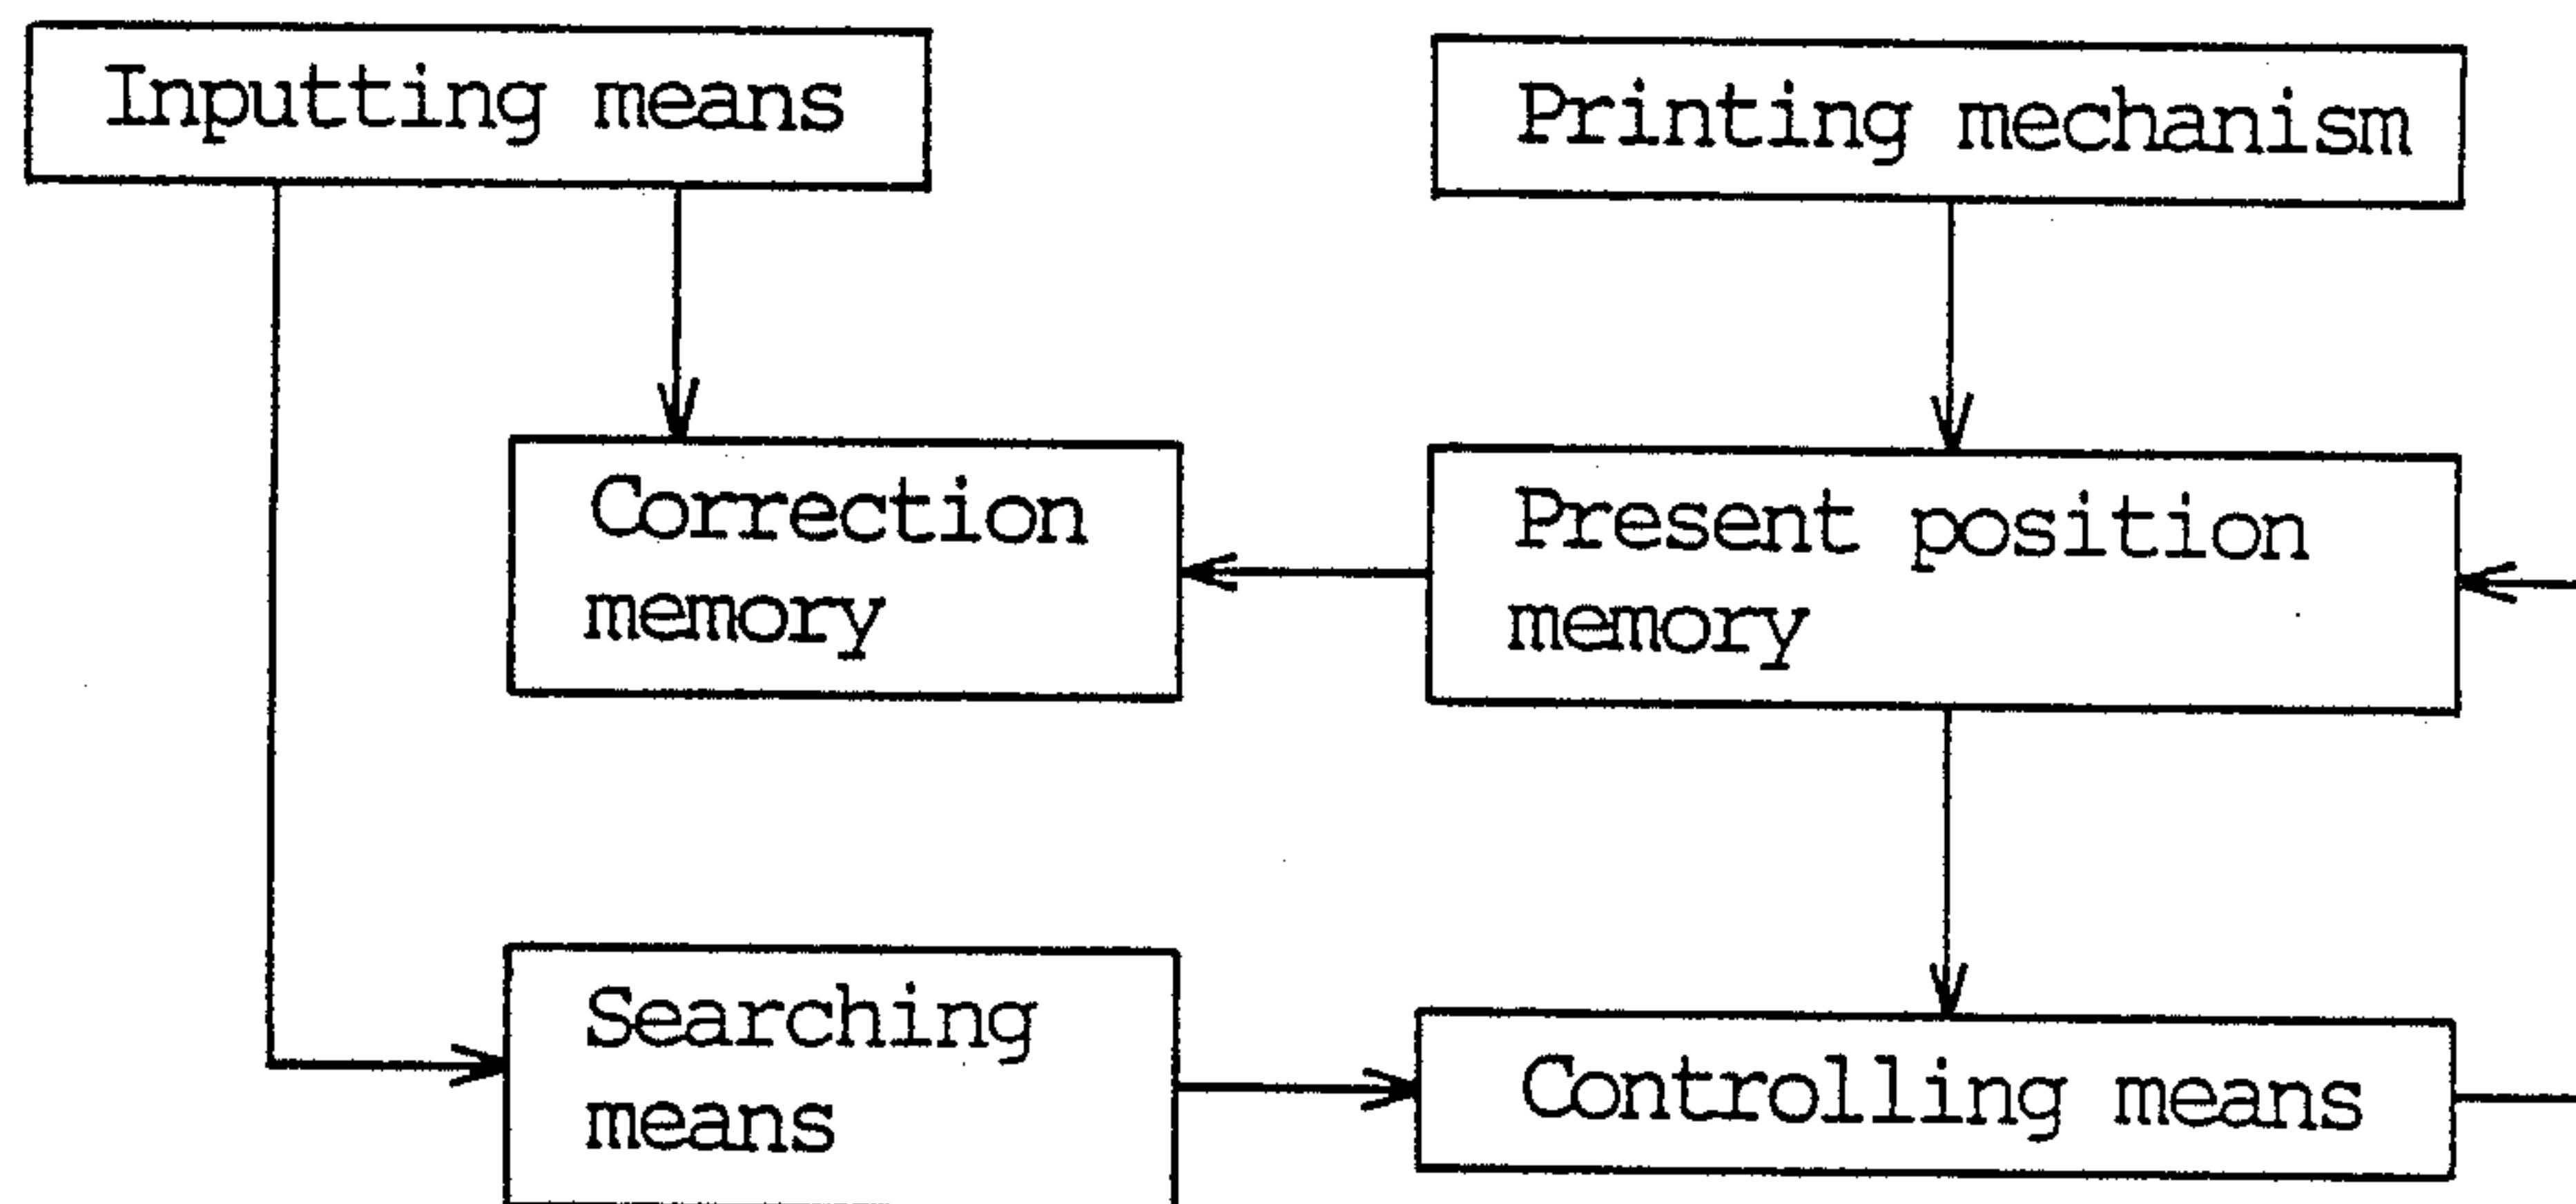 Inputting means
Printing mechanism
Correction
memory
Present position
memory
Searching
means
Controlling means